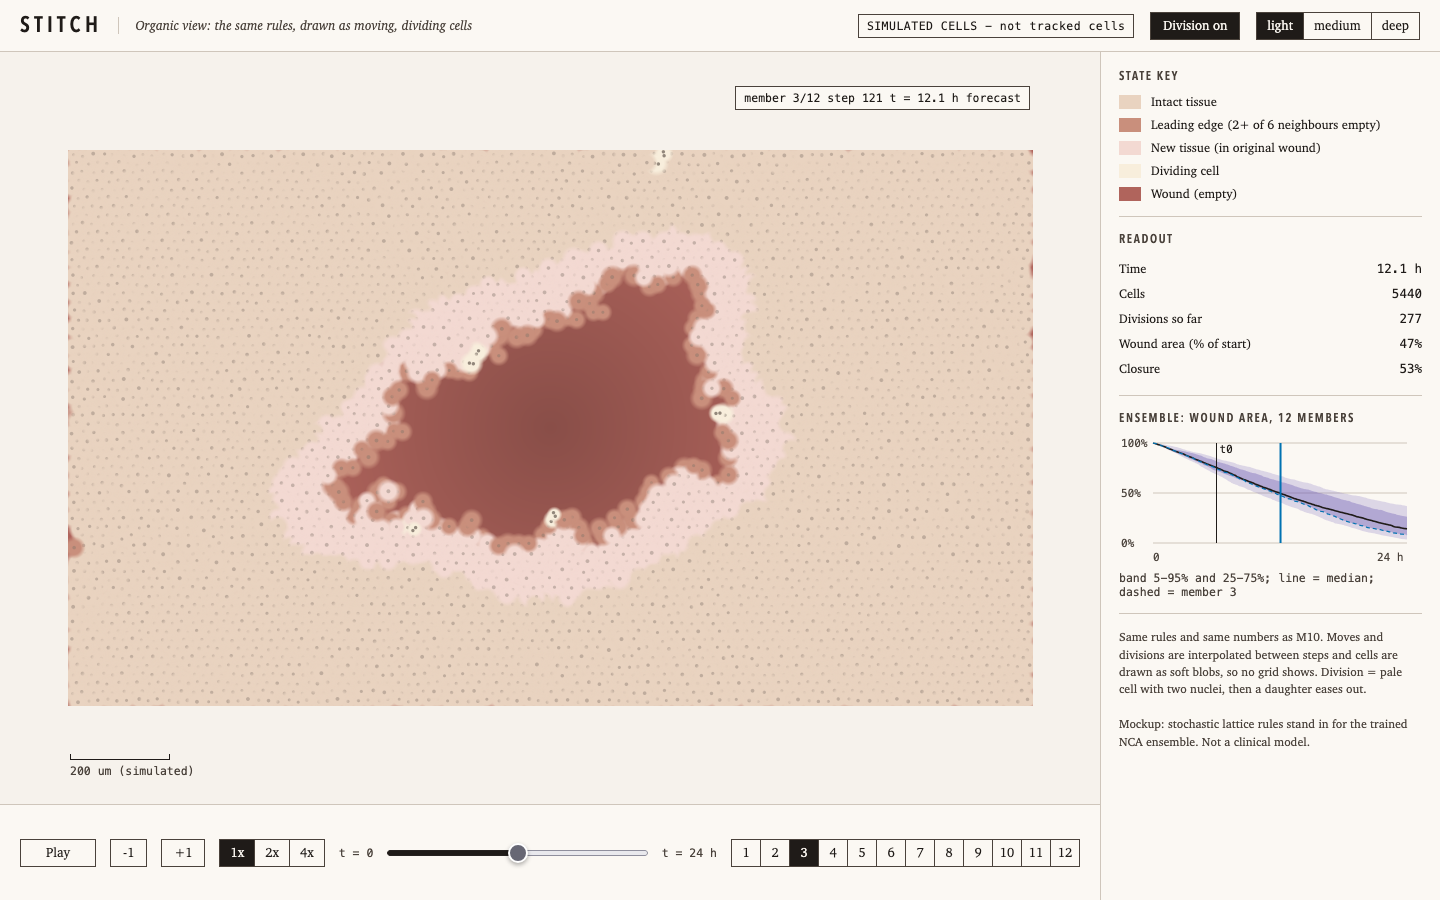 STITCH
Organic view: the same rules, drawn as moving, dividing cells
SIMULATED CELLS – not tracked cells
Division on
light medium deep
member 3/12 step 121 t = 12.1 h forecast
200 um (simulated)
Play -1 +1 1x 2x 4x t = 0 t = 24 h 1 2 3 4 5 6 7 8 9 10 11 12
STATE KEY
Intact tissue
Leading edge (2+ of 6 neighbours empty)
New tissue (in original wound)
Dividing cell
Wound (empty)
READOUT
Time 12.1 h
Cells 5440
Divisions so far 277
Wound area (% of start) 47%
Closure 53%
ENSEMBLE: WOUND AREA, 12 MEMBERS
100%
t0
50%
0%
0 24 h
band 5–95% and 25–75%; line = median;
dashed = member 3
Same rules and same numbers as M10. Moves and
divisions are interpolated between steps and cells are
drawn as soft blobs, so no grid shows. Division = pale
cell with two nuclei, then a daughter eases out.
Mockup: stochastic lattice rules stand in for the trained
NCA ensemble. Not a clinical model.